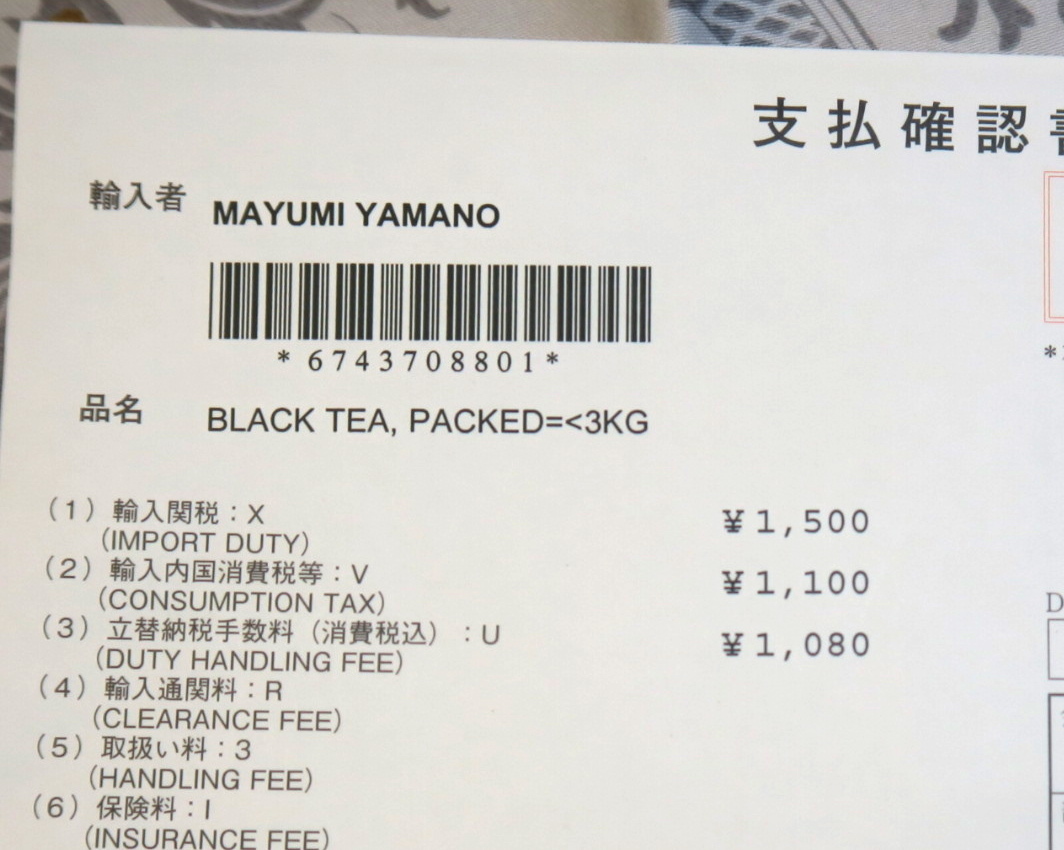 支払確認
輸入者 MAYUMI YAMANO
*6743708801*
品名 BLACK TEA, PACKED=<3KG
(1) 輸入関税:X ¥1,500
(IMPORT DUTY)
(2) 輸入内国消費税等:V ¥1,100
(CONSUMPTION TAX)
(3) 立替納税手数料(消費税込):U ¥1,080
(DUTY HANDLING FEE)
(4) 輸入通関料:R
(CLEARANCE FEE)
(5) 取扱い料:3
(HANDLING FEE)
(6) 保険料:I
(INSURANCE FEE)